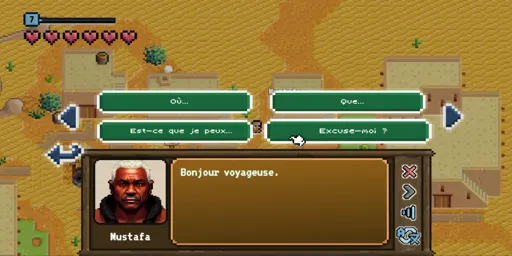 7
Où...
Que...
Est-ce que je peux...
Excuse-moi ?
Bonjour voyageuse.
Mustafa